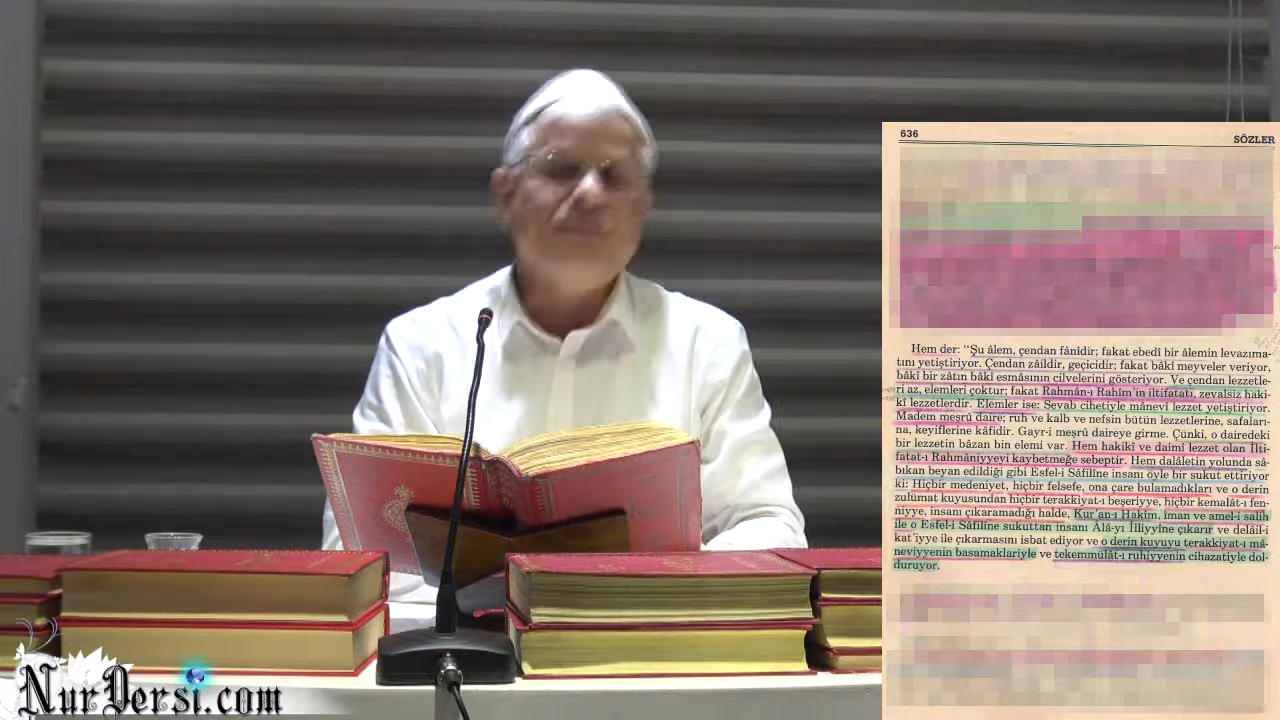 636
SÖZLER
Hem der: "Şu âlem, çendan fânîdir; fakat ebedî bir âlemin levazıma-
tını yetiştiriyor. Çendan zâildir, geçicidir; fakat bâkî meyveler veriyor,
bâkî bir zâtın bâkî esmâsının cilvelerini gösteriyor. Ve çendan lezzetle-
ri az, elemleri çoktur; fakat Rahmân-ı Rahîm'in iltifatatı, zevalsiz haki-
kî lezzetlerdir. Elemler ise: Sevab cihetiyle mânevî lezzet yetiştiriyor.
Madem meşrû daire; ruh ve kalb ve nefsin bütün lezzetlerine, safaları-
na, keyiflerine kâfidir. Gayr-i meşrû daireye girme. Çünki, o dairedeki
bir lezzetin bâzan bin elemi var. Hem hakikî ve daimî lezzet olan İlti-
fatat-ı Rahmâniyyeyi kaybetmeğe sebeptir. Hem dalâletin yolunda sâ-
bıkan beyan edildiği gibi Esfel-i Sâfilîne insanı öyle bir sukut ettiriyor
ki: Hiçbir medeniyet, hiçbir felsefe, ona çare bulamadıkları ve o derin
zulümat kuyusundan hiçbir terakkiyat-ı beşeriyye, hiçbir kemalât-ı fen-
niyye, insanı çıkaramadığı halde, Kur'an-ı Hakîm, iman ve amel-i salih
ile o Esfel-i Sâfilîne sukuttan insanı Âlâ-yı İlliyyîne çıkarır ve delâil-i
kat'iyye ile çıkarmasını isbat ediyor ve o derin kuyuyu terakkiyat-ı mâ-
neviyyenin basamaklariyle ve tekemmülât-ı ruhiyyenin cihazatiyle dol-
duruyor.
NurDersi.com